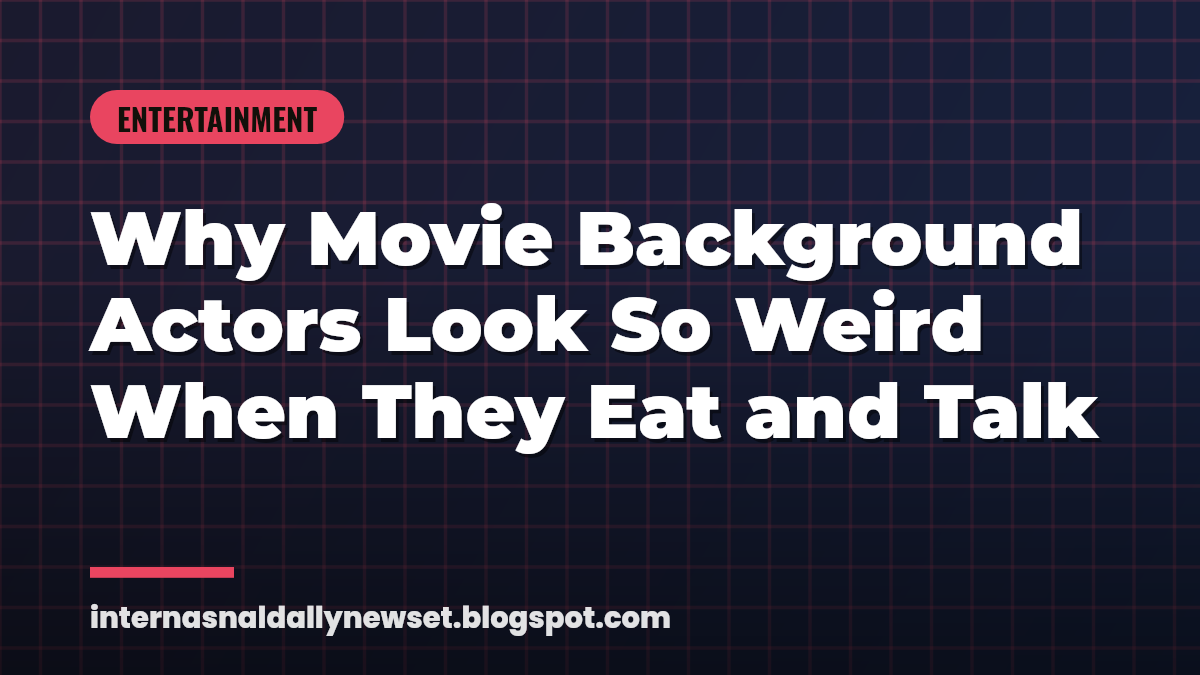 ENTERTAINMENT
Why Movie Background
Actors Look So Weird
When They Eat and Talk
internasnaldallynewset.blogspot.com